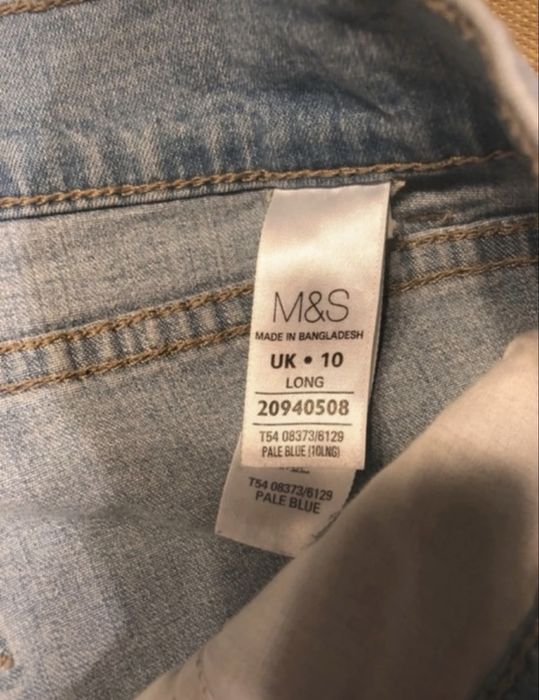 M&S
MADE IN BANGLADESH
UK • 10
LONG
20940508
T54 08373/6129
PALE BLUE (10LNG)
T54 08373/6129
PALE BLUE